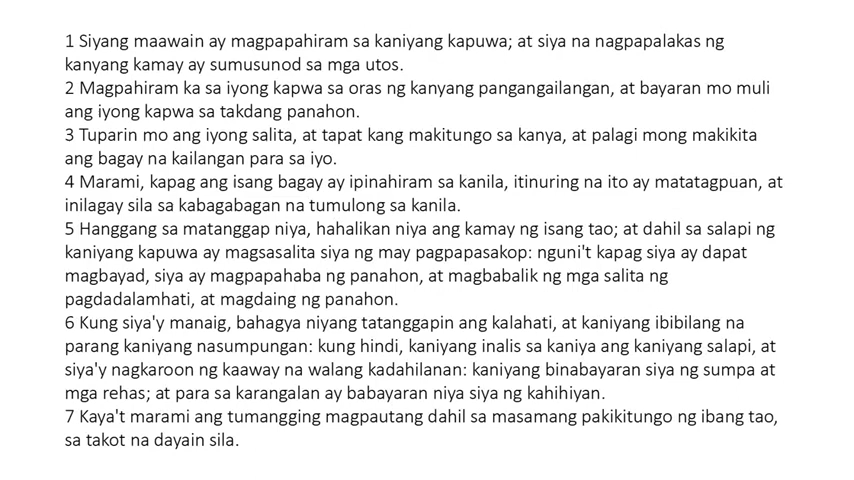 1 Siyang maawain ay magpapahiram sa kaniyang kapuwa; at siya na nagpapalakas ng
kanyang kamay ay sumusunod sa mga utos.
2 Magpahiram ka sa iyong kapwa sa oras ng kanyang pangangailangan, at bayaran mo muli
ang iyong kapwa sa takdang panahon.
3 Tuparin mo ang iyong salita, at tapat kang makitungo sa kanya, at palagi mong makikita
ang bagay na kailangan para sa iyo.
4 Marami, kapag ang isang bagay ay ipinahiram sa kanila, itinuring na ito ay matatagpuan, at
inilagay sila sa kabagabagan na tumulong sa kanila.
5 Hanggang sa matanggap niya, hahalikan niya ang kamay ng isang tao; at dahil sa salapi ng
kaniyang kapuwa ay magsasalita siya ng may pagpapasakop: nguni't kapag siya ay dapat
magbayad, siya ay magpapahaba ng panahon, at magbabalik ng mga salita ng
pagdadalamhati, at magdaing ng panahon.
6 Kung siya'y manaig, bahagya niyang tatanggapin ang kalahati, at kaniyang ibibilang na
parang kaniyang nasumpungan: kung hindi, kaniyang inalis sa kaniya ang kaniyang salapi, at
siya'y nagkaroon ng kaaway na walang kadahilanan: kaniyang binabayaran siya ng sumpa at
mga rehas; at para sa karangalan ay babayaran niya siya ng kahihiyan.
7 Kaya't marami ang tumangging magpautang dahil sa masamang pakikitungo ng ibang tao,
sa takot na dayain sila.